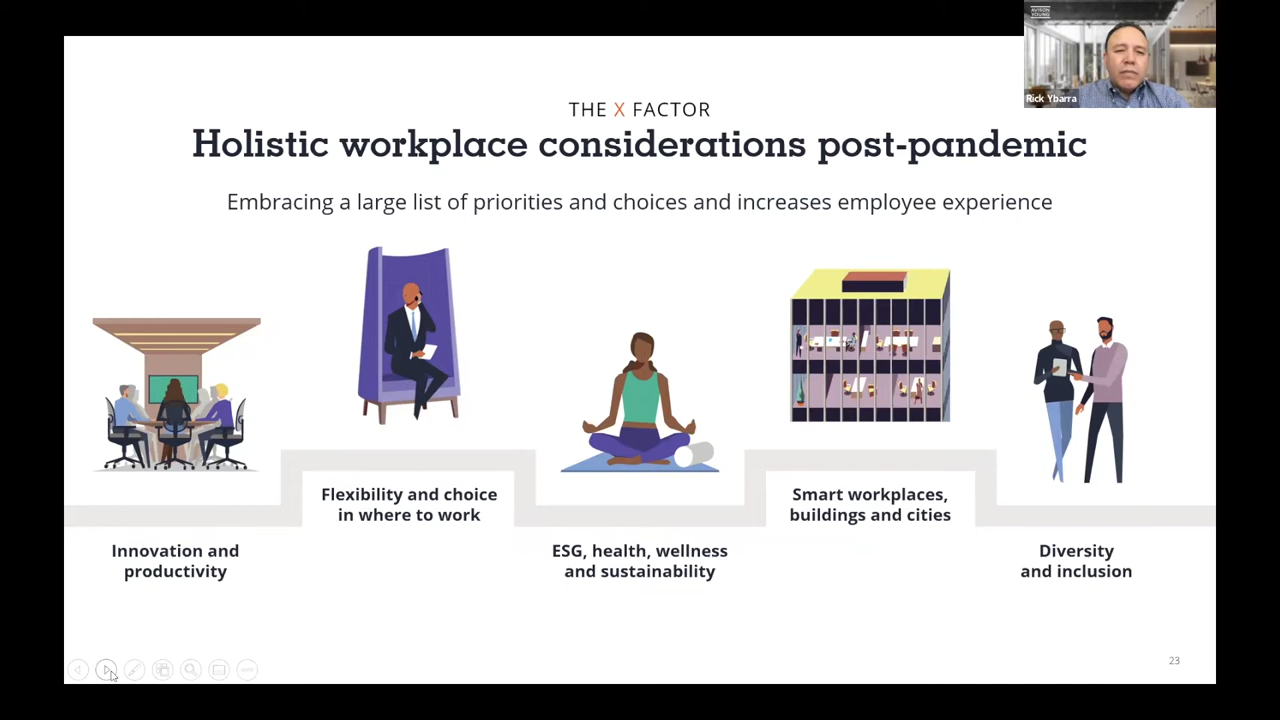 AVISON
YOUNG
Rick Ybarra
THE X FACTOR
Holistic workplace considerations post-pandemic
Embracing a large list of priorities and choices and increases employee experience
Flexibility and choice
in where to work
Smart workplaces,
buildings and cities
Innovation and
productivity
ESG, health, wellness
and sustainability
Diversity
and inclusion
23